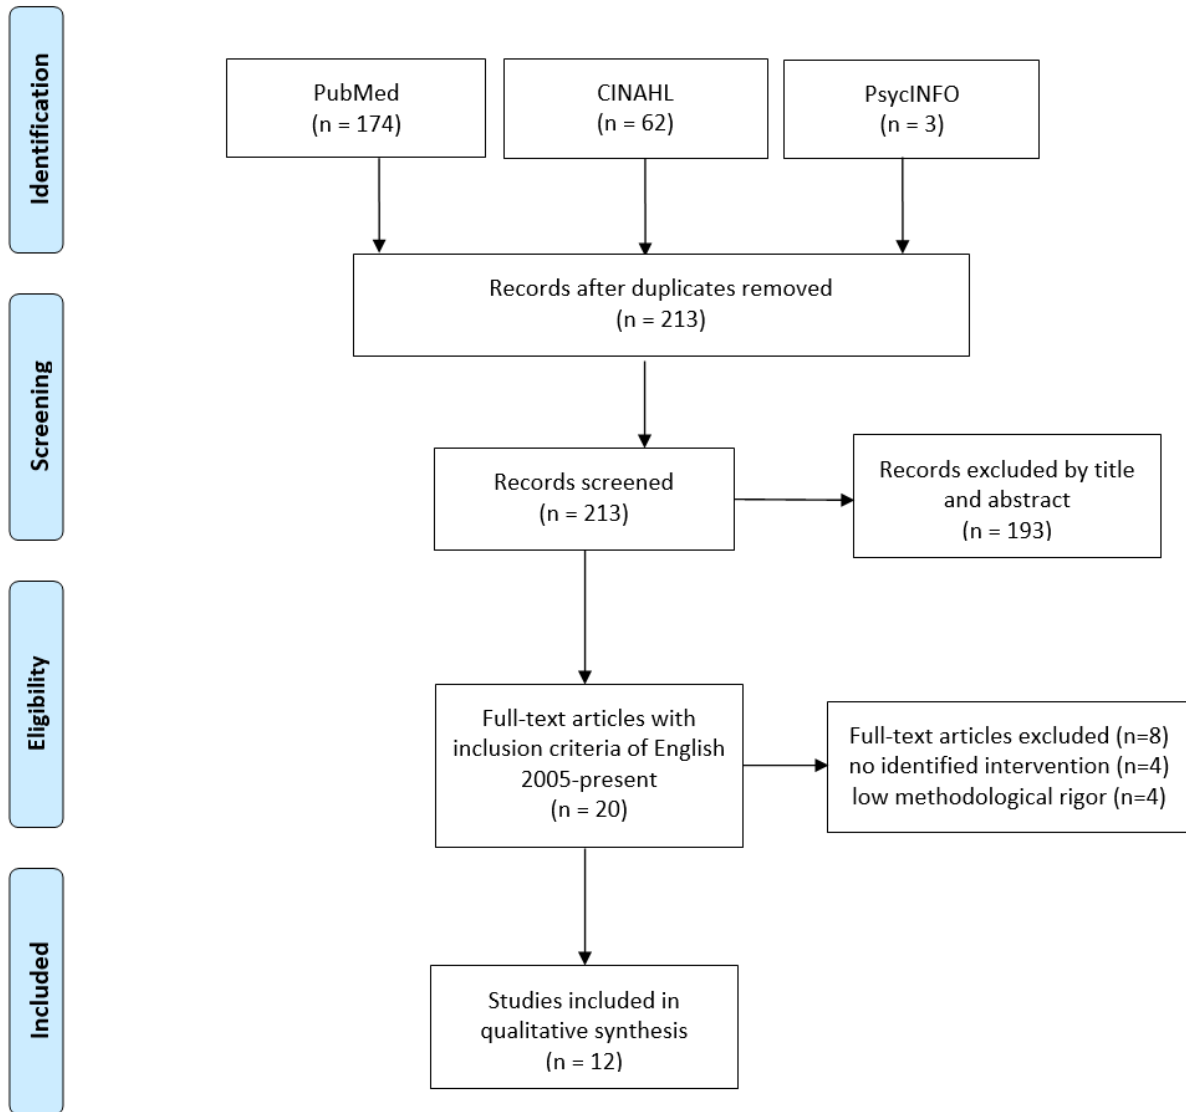 Identification
PubMed
(n = 174)
CINAHL
(n = 62)
PsycINFO
(n = 3)
Records after duplicates removed
(n = 213)
Screening
Records screened
(n = 213)
Records excluded by title
and abstract
(n = 193)
Eligibility
Full-text articles with
inclusion criteria of English
2005-present
(n = 20)
Full-text articles excluded (n=8)
no identified intervention (n=4)
low methodological rigor (n=4)
Included
Studies included in
qualitative synthesis
(n = 12)